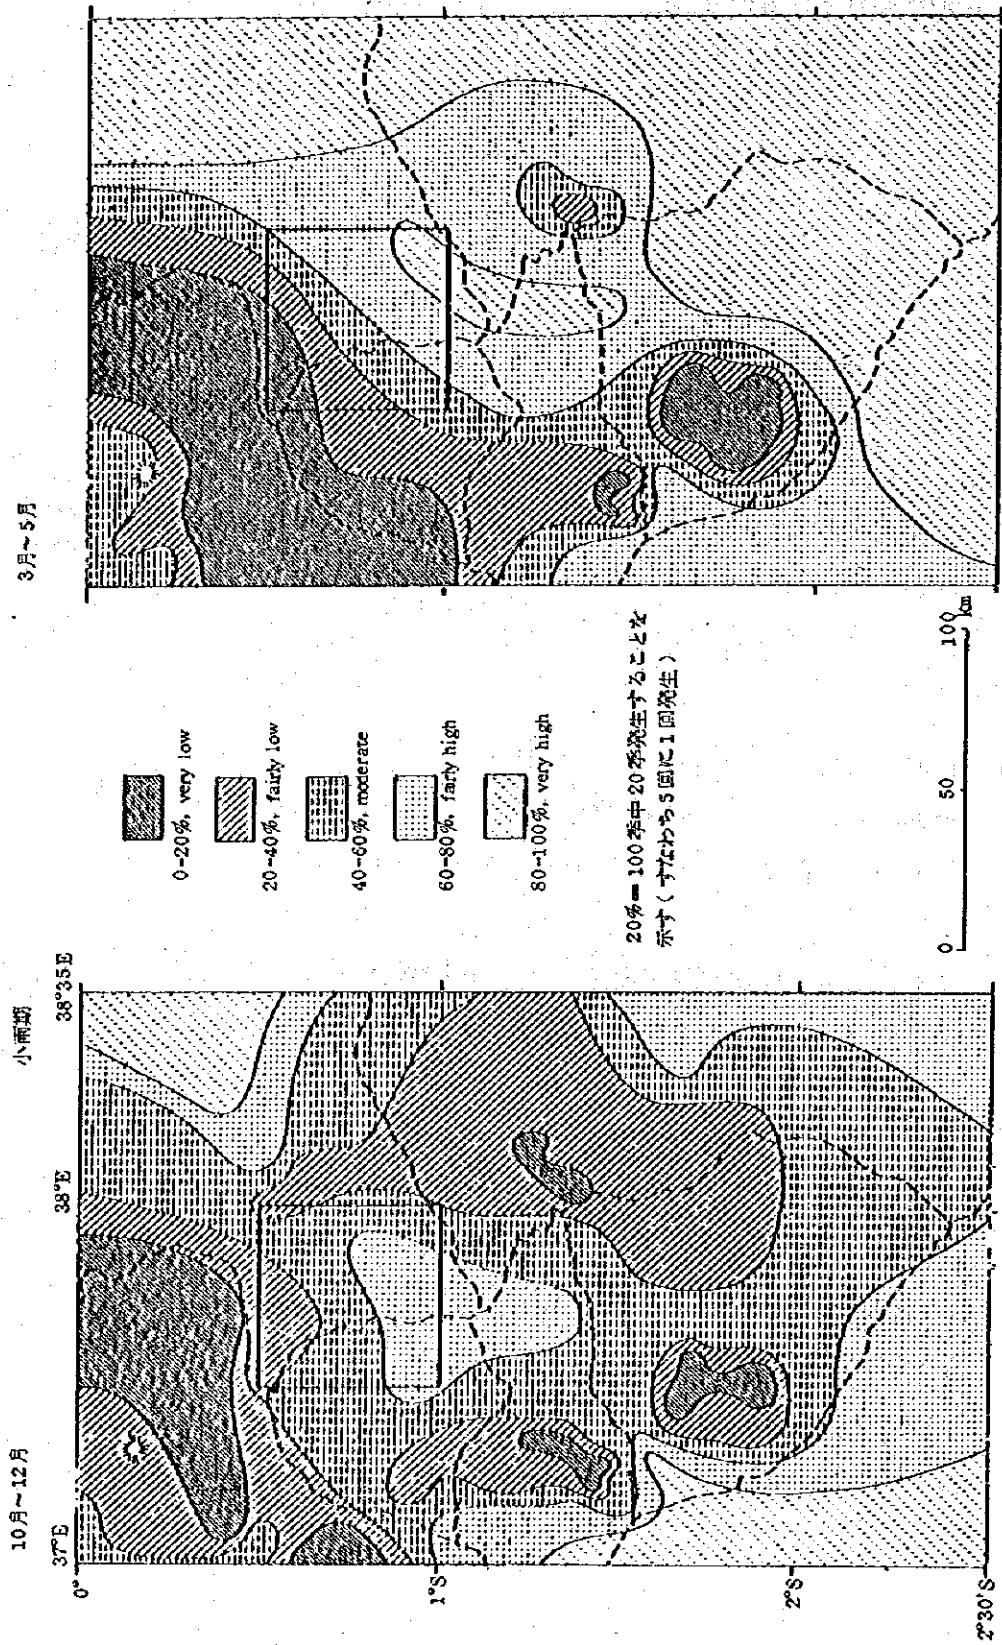 10月～12月
小雨期
3月～5月
37°E
38°E
38°35'E
0°
1°S
2°S
2°30'S
0-20%, very low
20-40%, fairly low
40-60%, moderate
60-80%, fairly high
80-100%, very high
20%＝100季中20季発生することな
示す（すなわち5回に1回発生）
0
50
100
km